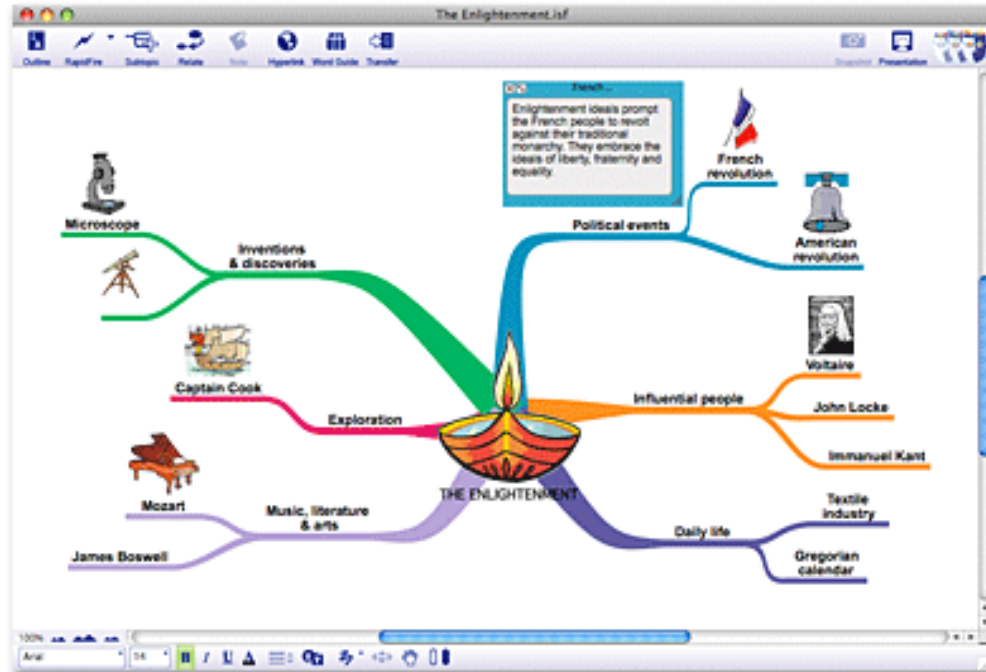 The Enlightenment.isf
Outline RapidFire Subtopic Relate Note Hyperlink Word Guide Transfer Snapshot Presentation
French ...
Enlightenment ideals prompt
the French people to revolt
against their traditional
monarchy. They embrace the
ideals of liberty, fraternity and
equality.
French
revolution
Political events
American
revolution
Microscope
Inventions
& discoveries
Voltaire
Influential people
John Locke
Immanuel Kant
Captain Cook
Exploration
THE ENLIGHTENMENT
Mozart
Music, literature
& arts
James Boswell
Textile
industry
Daily life
Gregorian
calendar
100%
Arial 14 B I U A